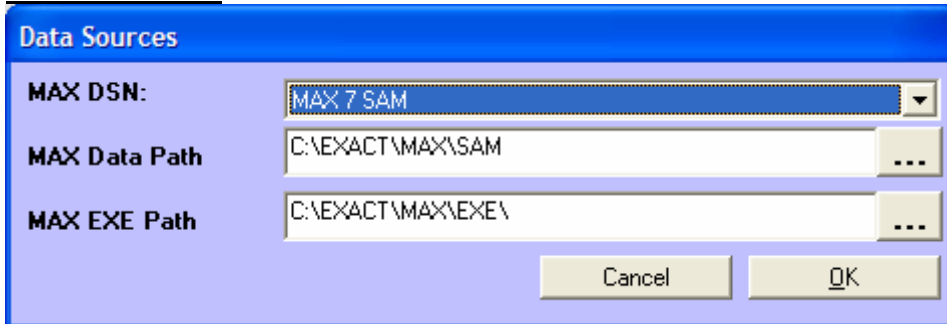 Data Sources
MAX DSN: MAX 7 SAM
MAX Data Path C:\EXACT\MAX\SAM ...
MAX EXE Path C:\EXACT\MAX\EXE\ ...
Cancel OK